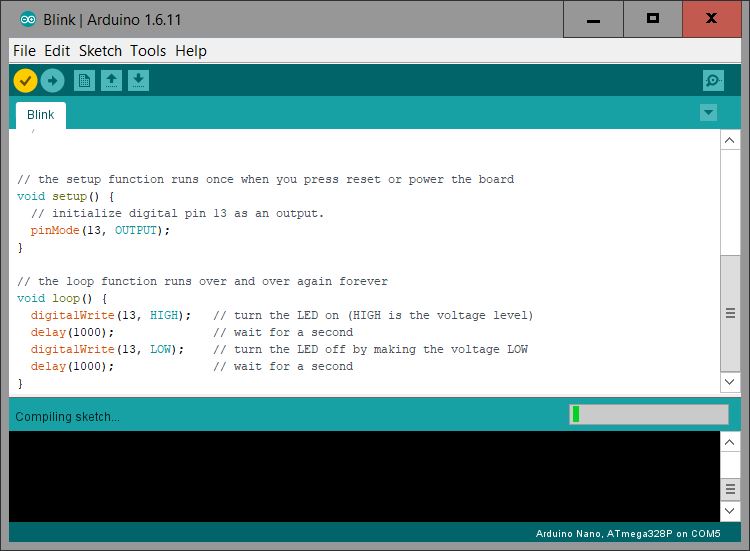 Blink | Arduino 1.6.11
File Edit Sketch Tools Help
Blink
// the setup function runs once when you press reset or power the board
void setup() {
  // initialize digital pin 13 as an output.
  pinMode(13, OUTPUT);
}
// the loop function runs over and over again forever
void loop() {
  digitalWrite(13, HIGH);   // turn the LED on (HIGH is the voltage level)
  delay(1000);              // wait for a second
  digitalWrite(13, LOW);    // turn the LED off by making the voltage LOW
  delay(1000);              // wait for a second
}
Compiling sketch...
Arduino Nano, ATmega328P on COM5